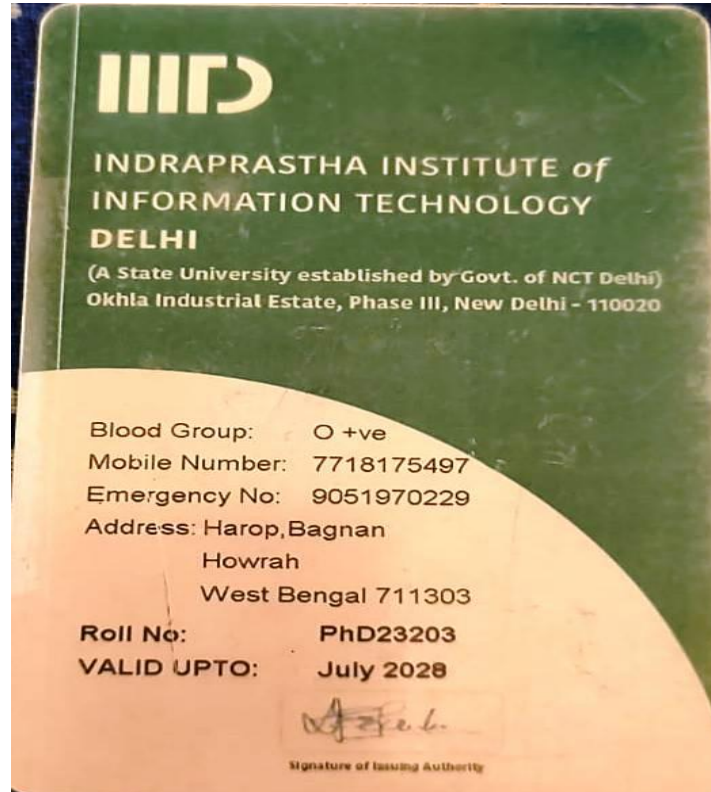 IIITD
INDRAPRASTHA INSTITUTE of
INFORMATION TECHNOLOGY
DELHI
(A State University established by Govt. of NCT Delhi)
Okhla Industrial Estate, Phase III, New Delhi - 110020
Blood Group: O +ve
Mobile Number: 7718175497
Emergency No: 9051970229
Address: Harop,Bagnan
Howrah
West Bengal 711303
Roll No: PhD23203
VALID UPTO: July 2028
Signature of Issuing Authority